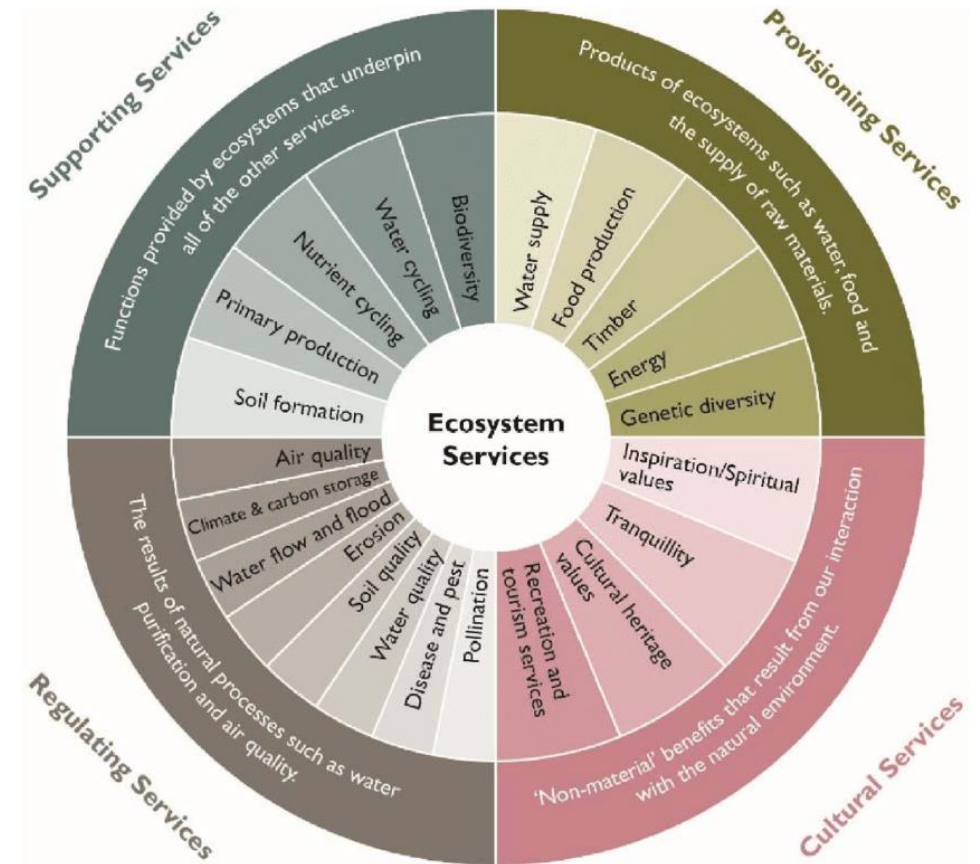 Supporting Services
Functions provided by ecosystems that underpin
all of the other services.
Biodiversity
Water cycling
Nutrient cycling
Primary production
Soil formation
Provisioning Services
Products of ecosystems such as water, food and
the supply of raw materials.
Water supply
Food production
Timber
Energy
Genetic diversity
Ecosystem
Services
Regulating Services
The results of natural processes such as water
purification and air quality.
Air quality
Climate & carbon storage
Water flow and flood
Erosion
Soil quality
Water quality
Disease and pest
Pollination
Cultural Services
'Non-material' benefits that result from our interaction
with the natural environment.
Inspiration/Spiritual
values
Tranquillity
Cultural heritage
values
Recreation and
tourism services